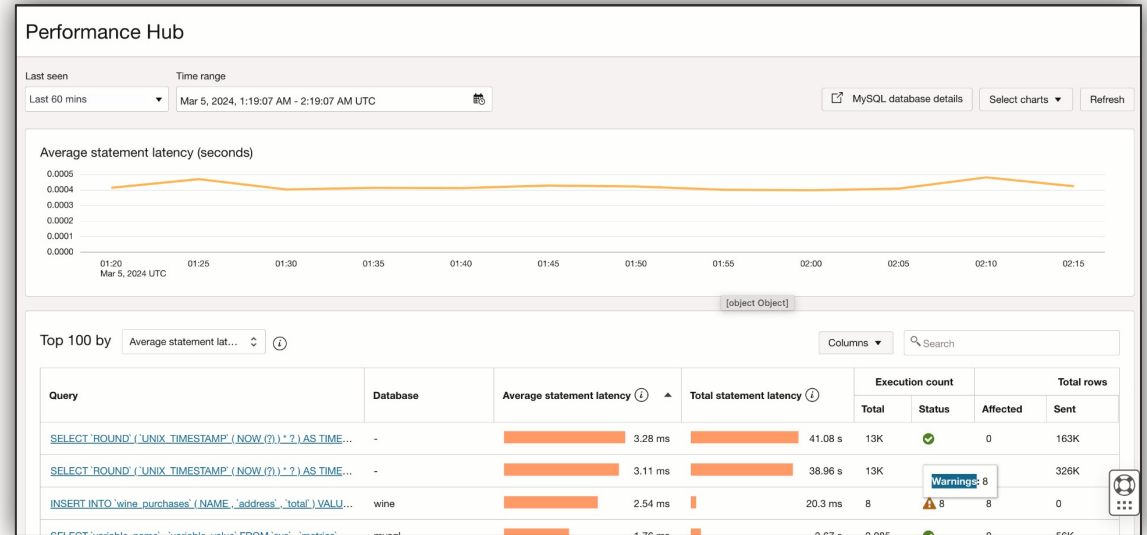 Performance Hub
Last seen
Time range
Last 60 mins
Mar 5, 2024, 1:19:07 AM - 2:19:07 AM UTC
MySQL database details
Select charts
Refresh
Average statement latency (seconds)
0.0005
0.0004
0.0003
0.0002
0.0001
0.0000
01:20 01:25 01:30 01:35 01:40 01:45 01:50 01:55 02:00 02:05 02:10 02:15
Mar 5, 2024 UTC
[object Object]
Top 100 by
Average statement lat...
Columns
Search
Query Database Average statement latency Total statement latency Execution count Total rows
Total Status Affected Sent
SELECT `ROUND` ( `UNIX_TIMESTAMP` ( NOW (?) ) * ? ) AS TIME... - 3.28 ms 41.08 s 13K 0 163K
SELECT `ROUND` ( `UNIX_TIMESTAMP` ( NOW (?) ) * ? ) AS TIME... - 3.11 ms 38.96 s 13K 326K
Warnings: 8
INSERT INTO `wine_purchases` ( NAME , `address` , `total` ) VALU... wine 2.54 ms 20.3 ms 8 8 8 0